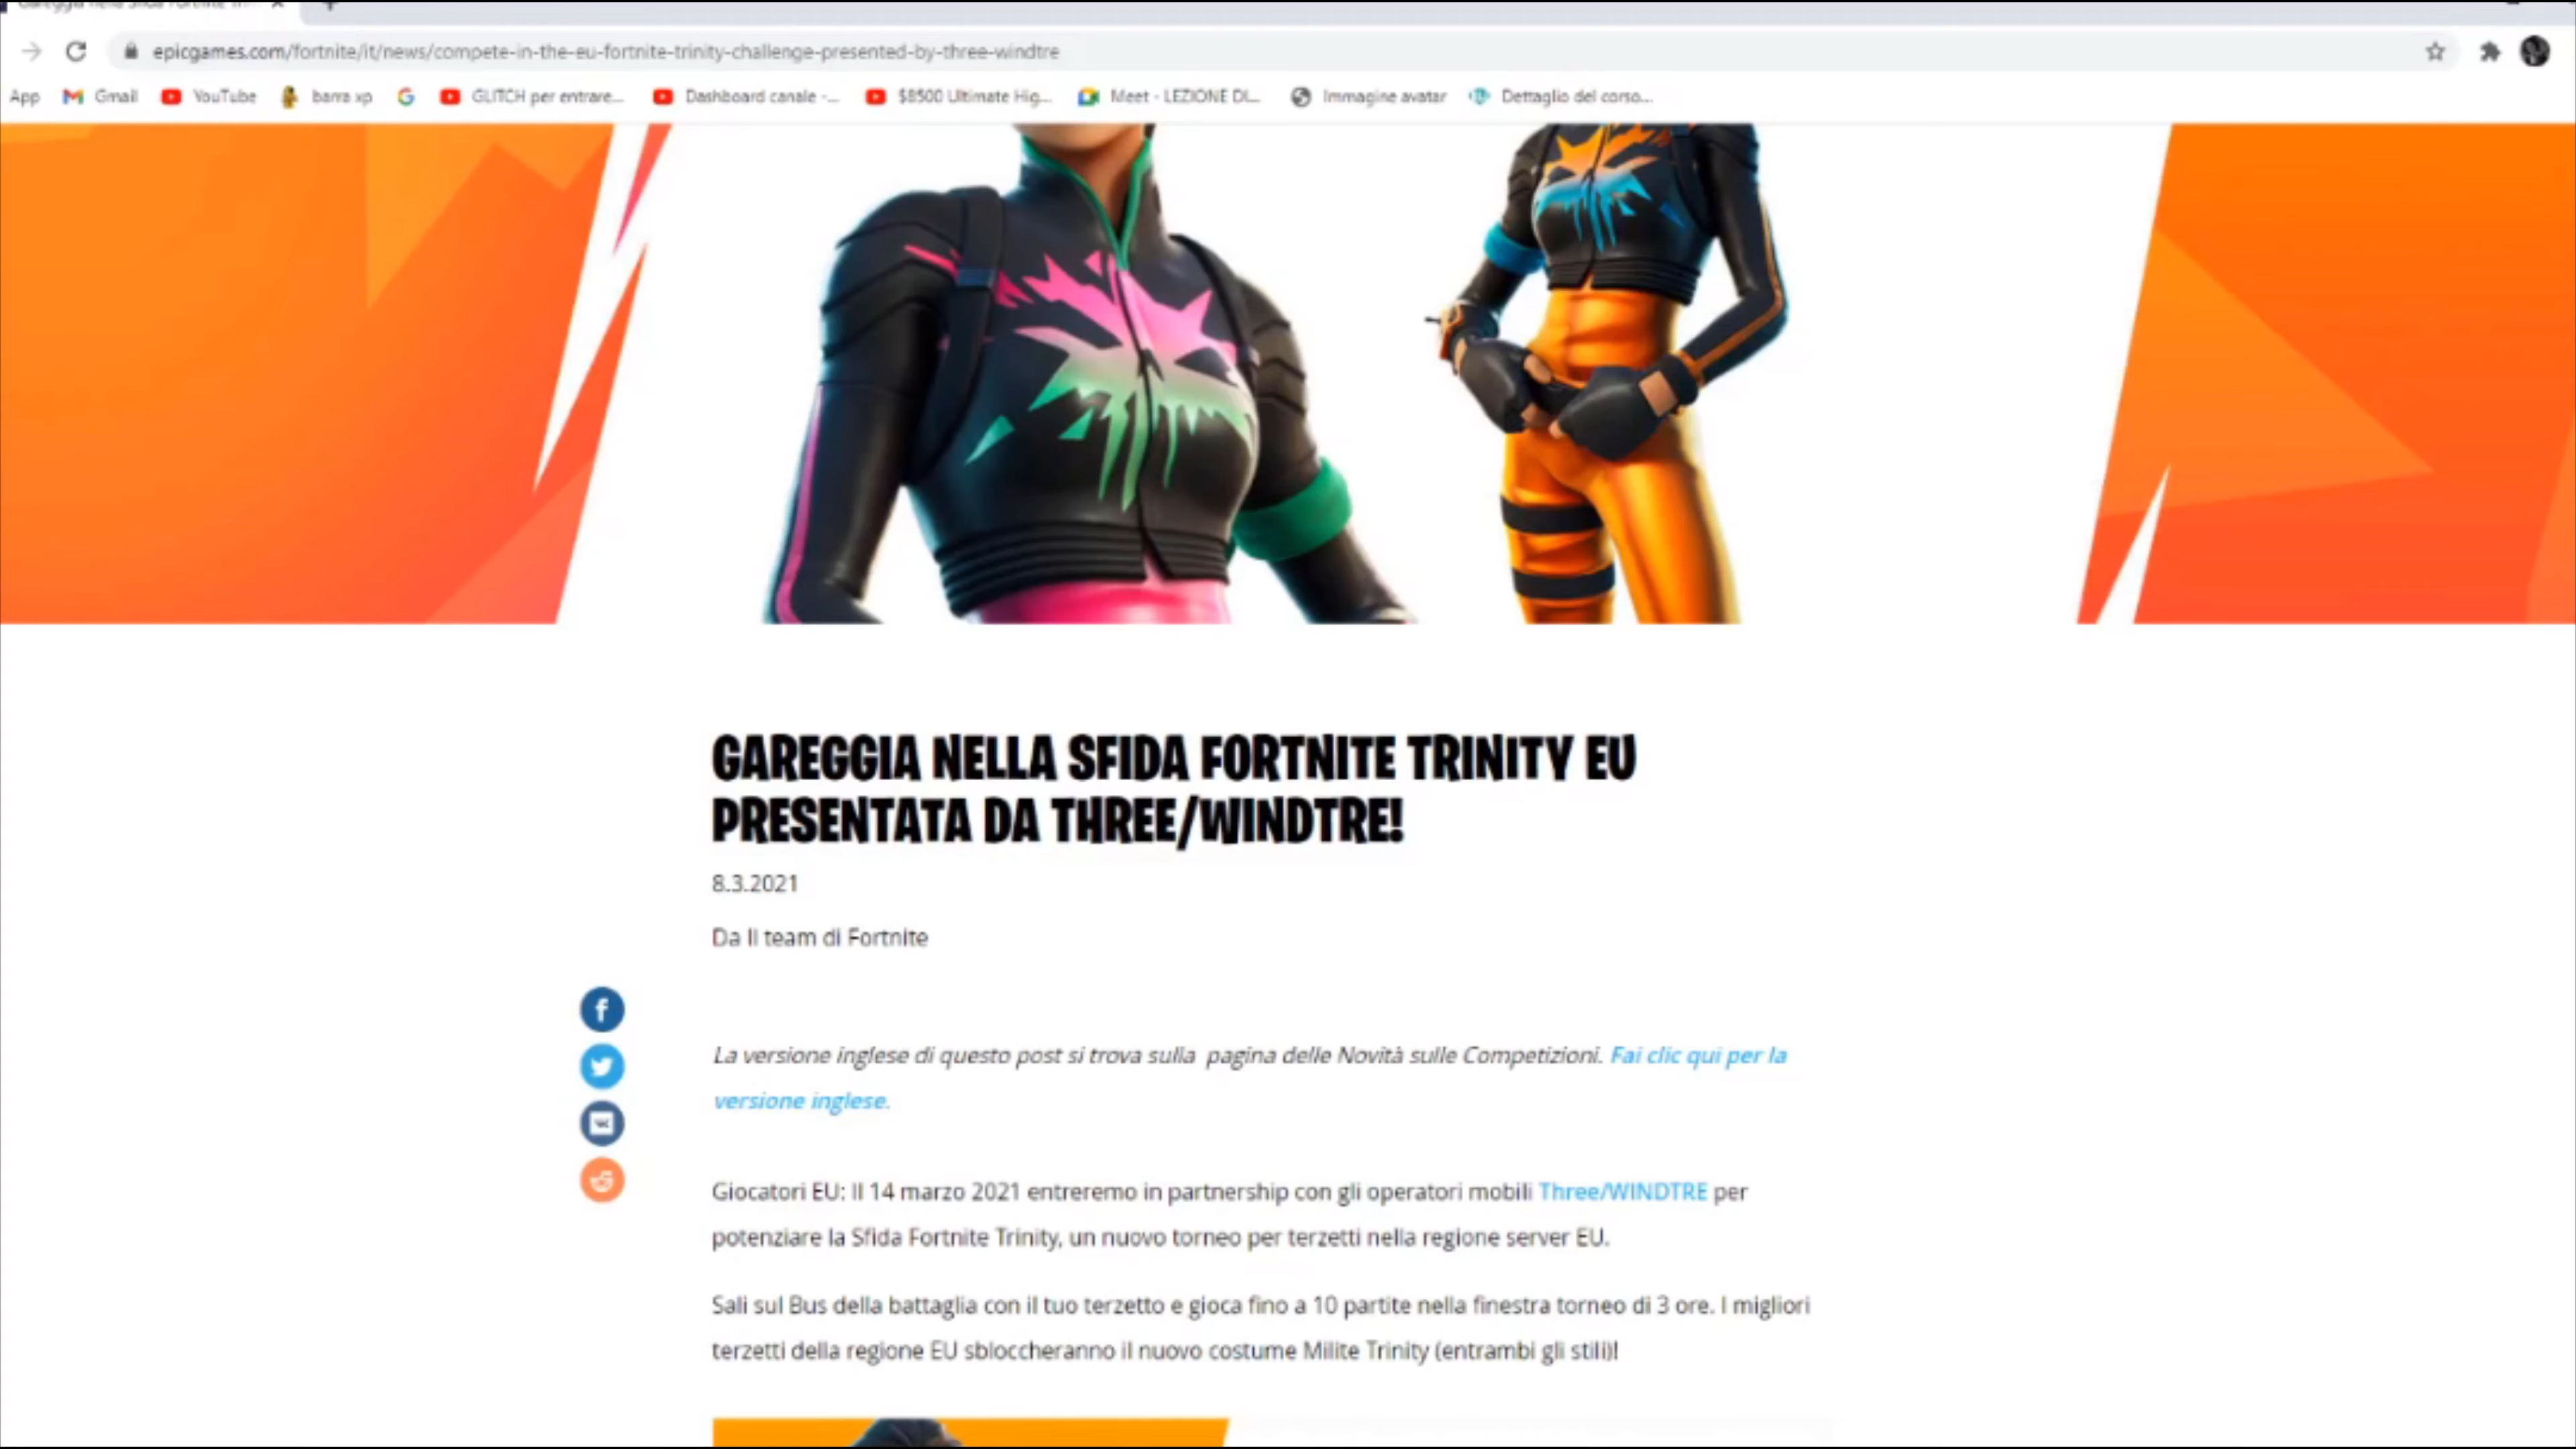 epicgames.com/fortnite/it/news/compete-in-the-eu-fortnite-trinity-challenge-presented-by-three-windtre
App Gmail YouTube barra xp GLITCH per entrare... Dashboard canale -... $8500 Ultimate Hig... Meet - LEZIONE DI... Immagine avatar Dettaglio del corso...
GAREGGIA NELLA SFIDA FORTNITE TRINITY EU
PRESENTATA DA THREE/WINDTRE!
8.3.2021
Da Il team di Fortnite
La versione inglese di questo post si trova sulla pagina delle Novità sulle Competizioni. Fai clic qui per la
versione inglese.
Giocatori EU: Il 14 marzo 2021 entreremo in partnership con gli operatori mobili Three/WINDTRE per
potenziare la Sfida Fortnite Trinity, un nuovo torneo per terzetti nella regione server EU.
Sali sul Bus della battaglia con il tuo terzetto e gioca fino a 10 partite nella finestra torneo di 3 ore. I migliori
terzetti della regione EU sbloccheranno il nuovo costume Milite Trinity (entrambi gli stili)!